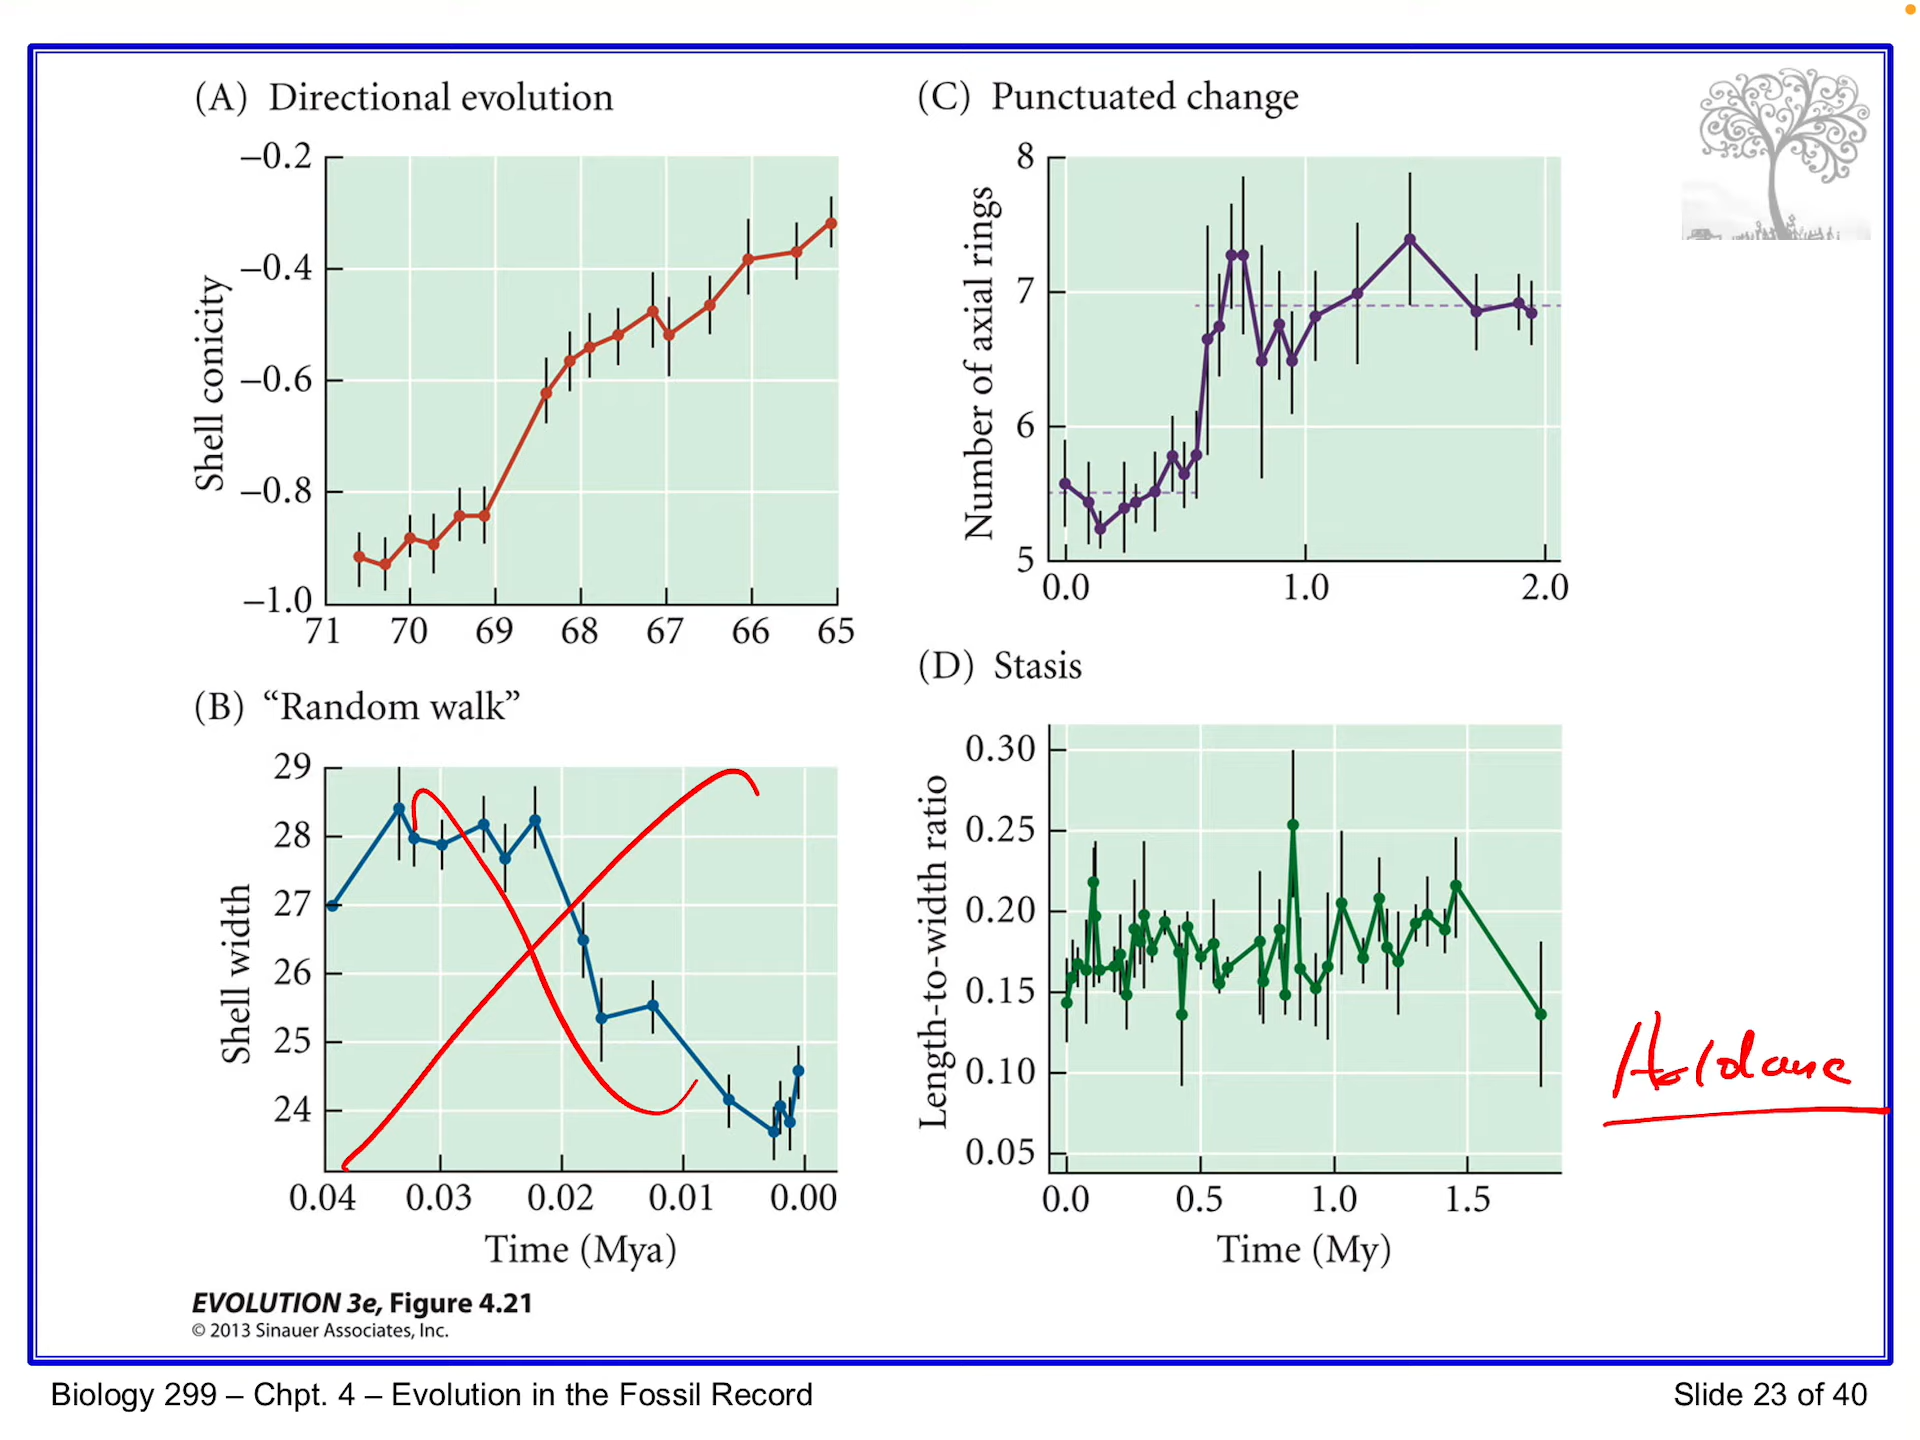 (A) Directional evolution
−0.2
−0.4
−0.6
−0.8
−1.0
Shell conicity
71 70 69 68 67 66 65
(B) “Random walk”
29
28
27
26
25
24
Shell width
0.04 0.03 0.02 0.01 0.00
Time (Mya)
(C) Punctuated change
8
7
6
5
Number of axial rings
0.0 1.0 2.0
(D) Stasis
0.30
0.25
0.20
0.15
0.10
0.05
Length-to-width ratio
0.0 0.5 1.0 1.5
Time (My)
Haldane
EVOLUTION 3e, Figure 4.21
© 2013 Sinauer Associates, Inc.
Biology 299 – Chpt. 4 – Evolution in the Fossil Record
Slide 23 of 40